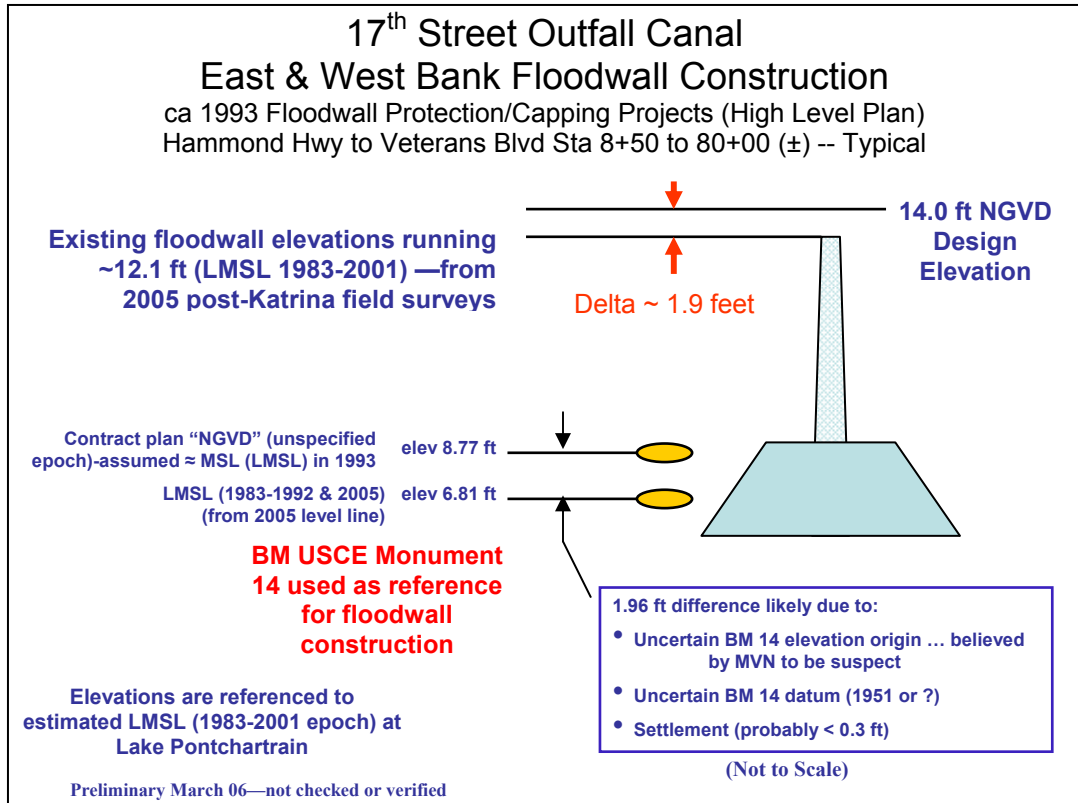 17th Street Outfall Canal
East & West Bank Floodwall Construction
ca 1993 Floodwall Protection/Capping Projects (High Level Plan)
Hammond Hwy to Veterans Blvd Sta 8+50 to 80+00 (±) -- Typical
Existing floodwall elevations running
~12.1 ft (LMSL 1983-2001) —from
2005 post-Katrina field surveys
14.0 ft NGVD
Design
Elevation
Delta ~ 1.9 feet
Contract plan “NGVD” (unspecified
epoch)-assumed ≈ MSL (LMSL) in 1993
elev 8.77 ft
LMSL (1983-1992 & 2005)
(from 2005 level line)
elev 6.81 ft
BM USCE Monument
14 used as reference
for floodwall
construction
1.96 ft difference likely due to:
• Uncertain BM 14 elevation origin … believed
by MVN to be suspect
• Uncertain BM 14 datum (1951 or ?)
• Settlement (probably < 0.3 ft)
Elevations are referenced to
estimated LMSL (1983-2001 epoch) at
Lake Pontchartrain
(Not to Scale)
Preliminary March 06—not checked or verified